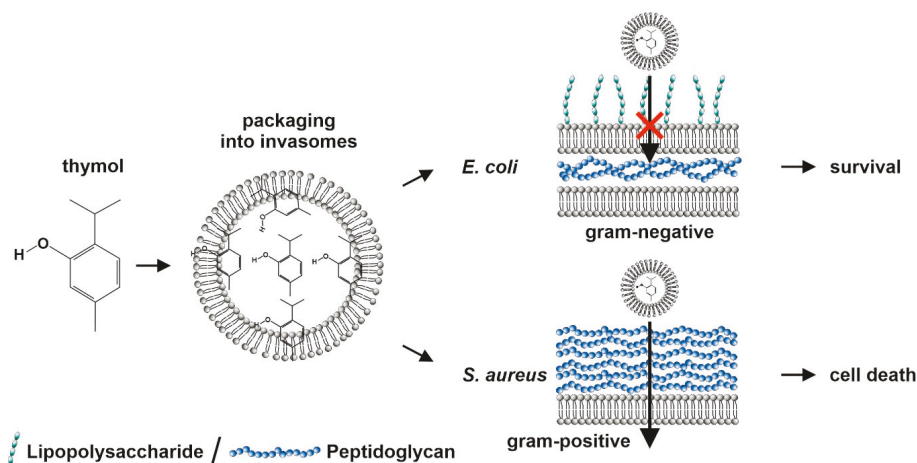 thymol
packaging
into invasomes
H O
E. coli
gram-negative
survival
S. aureus
gram-positive
cell death
Lipopolysaccharide / Peptidoglycan